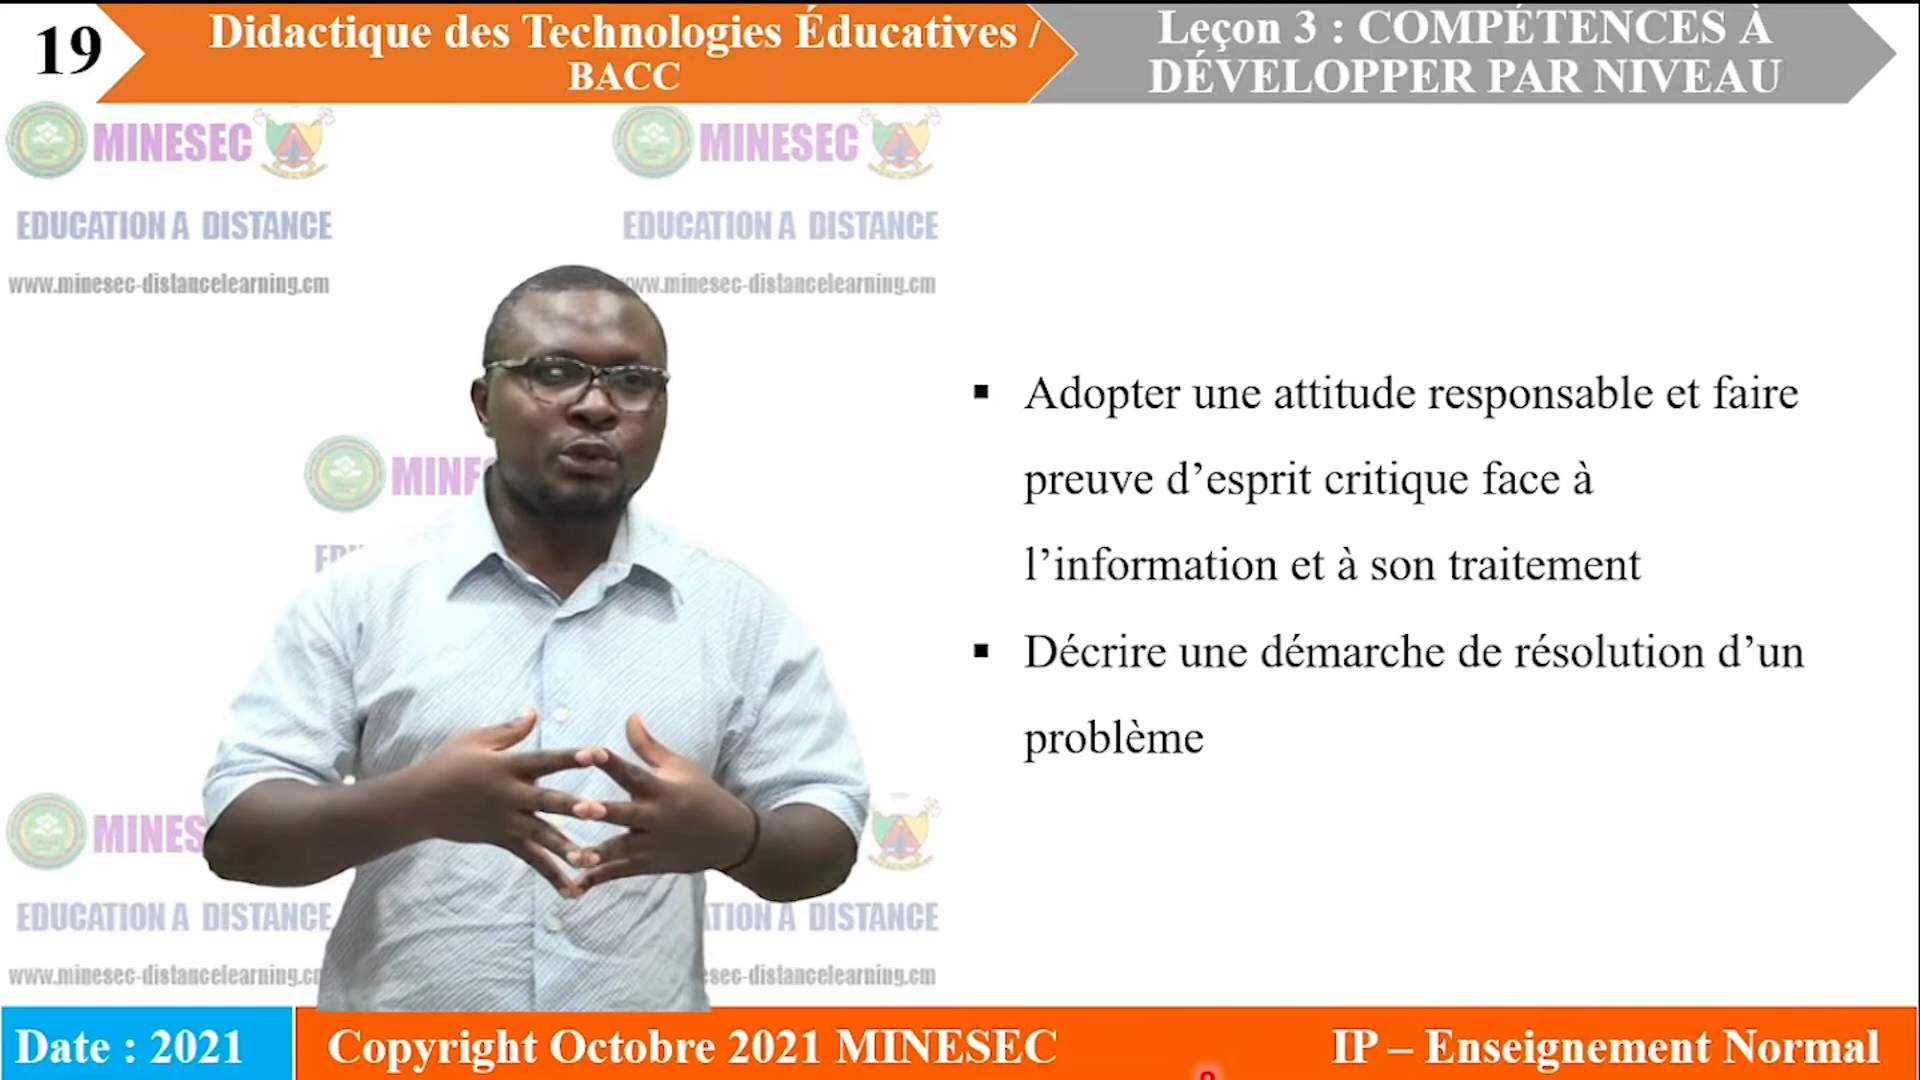 19
Didactique des Technologies Éducatives /
BACC
Leçon 3 : COMPÉTENCES À
DÉVELOPPER PAR NIVEAU
MINESEC
MINESEC
EDUCATION A DISTANCE
EDUCATION A DISTANCE
www.minesec-distancelearning.cm
www.minesec-distancelearning.cm
▪ Adopter une attitude responsable et faire
preuve d’esprit critique face à
l’information et à son traitement
▪ Décrire une démarche de résolution d’un
problème
EDUCATION A DISTANCE
DISTANCE
Date : 2021
Copyright Octobre 2021 MINESEC
IP – Enseignement Normal